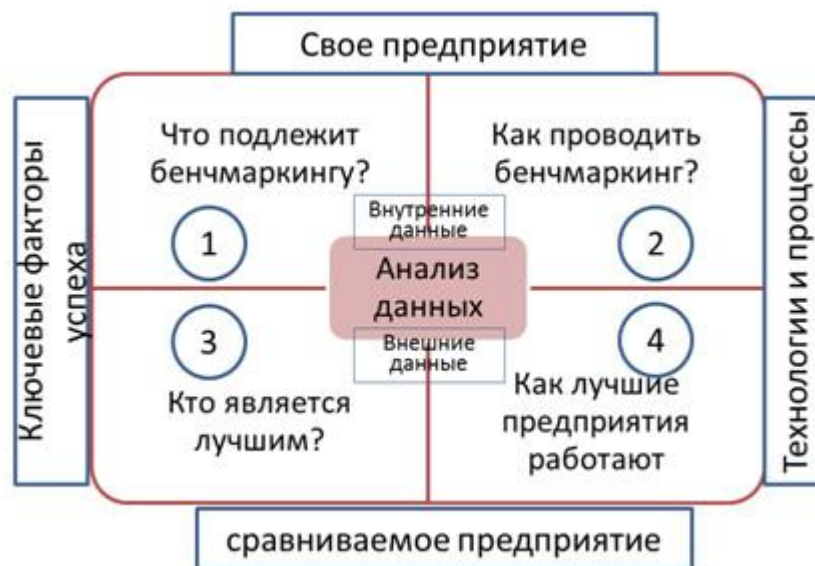 Свое предприятие
Ключевые факторы
успеха
Что подлежит
бенчмаркингу?
Как проводить
бенчмаркинг?
Технологии и процессы
1
Внутренние
данные
2
Анализ
данных
3
Внешние
данные
4
Кто является
лучшим?
Как лучшие
предприятия
работают
сравниваемое предприятие